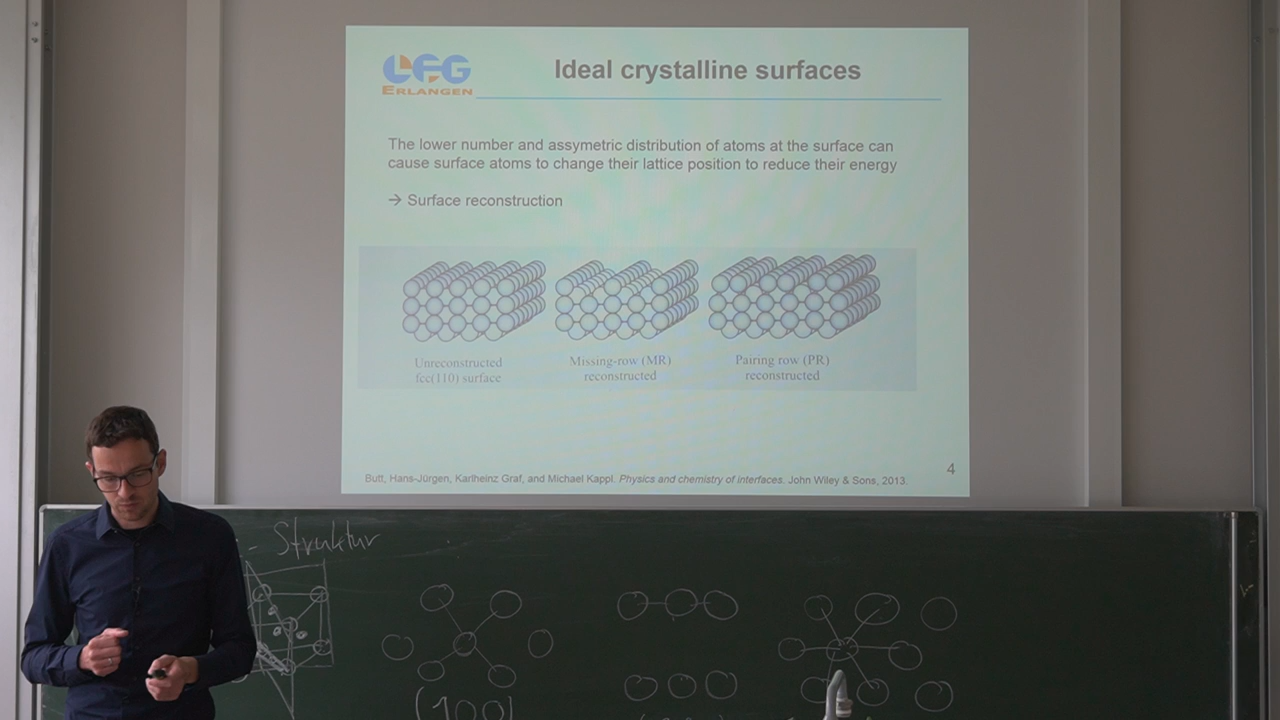 LFG
ERLANGEN
Ideal crystalline surfaces
The lower number and assymetric distribution of atoms at the surface can
cause surface atoms to change their lattice position to reduce their energy
→ Surface reconstruction
Unreconstructed
fcc(110) surface
Missing-row (MR)
reconstructed
Pairing row (PR)
reconstructed
Butt, Hans-Jürgen, Karlheinz Graf, and Michael Kappl. Physics and chemistry of interfaces. John Wiley & Sons, 2013.
4
- Struktur
(100)